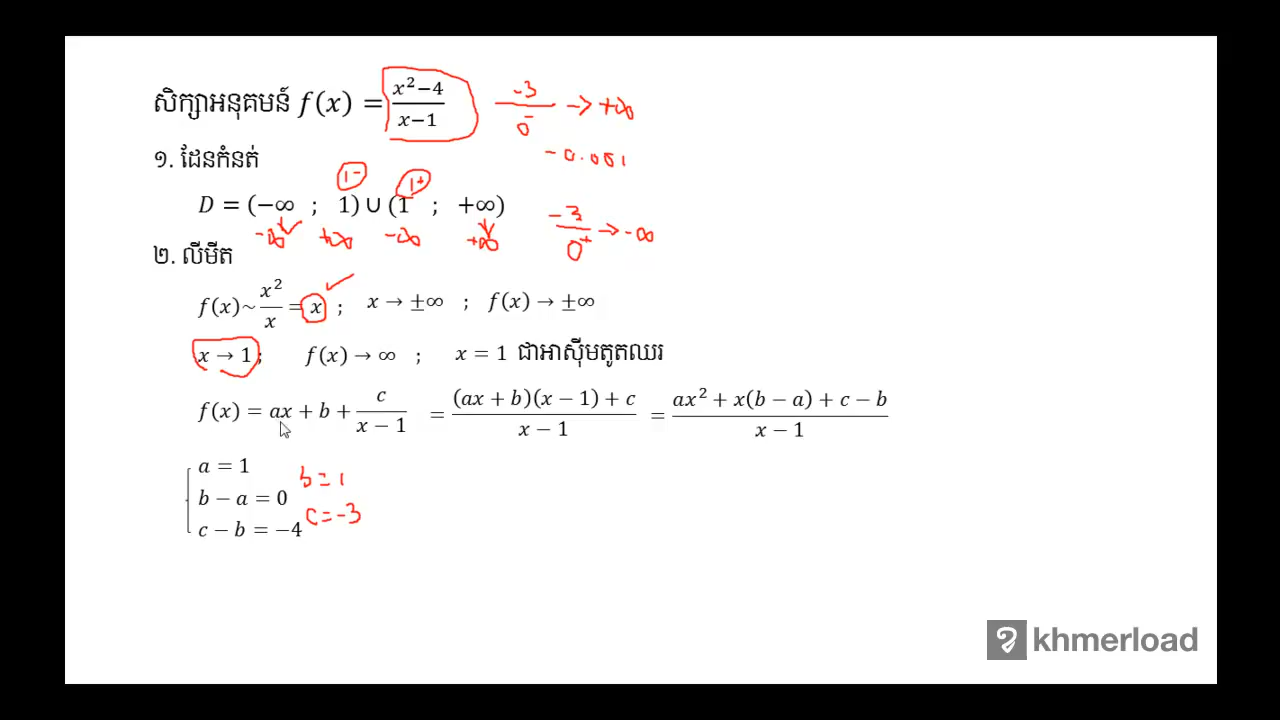 សិក្សាអនុគមន៍ f(x) = (x²−4)/(x−1) -3/0⁻ → +∞
១. ដែនកំនត់ -0.001
1⁻ 1⁺
D = (−∞ ; 1) ∪ (1 ; +∞) -3/0⁺ → -∞
-∞ +∞ -∞ +∞
២. លីមីត
f(x)~x²/x = x ; x → ±∞ ; f(x) → ±∞
x → 1 ; f(x) → ∞ ; x = 1 ជាអាស៊ីមតូតឈរ
f(x) = ax + b + c/(x − 1) = ((ax + b)(x − 1) + c)/(x − 1) = (ax² + x(b − a) + c − b)/(x − 1)
a = 1 b = 1
b − a = 0
c − b = −4 c = -3
khmerload